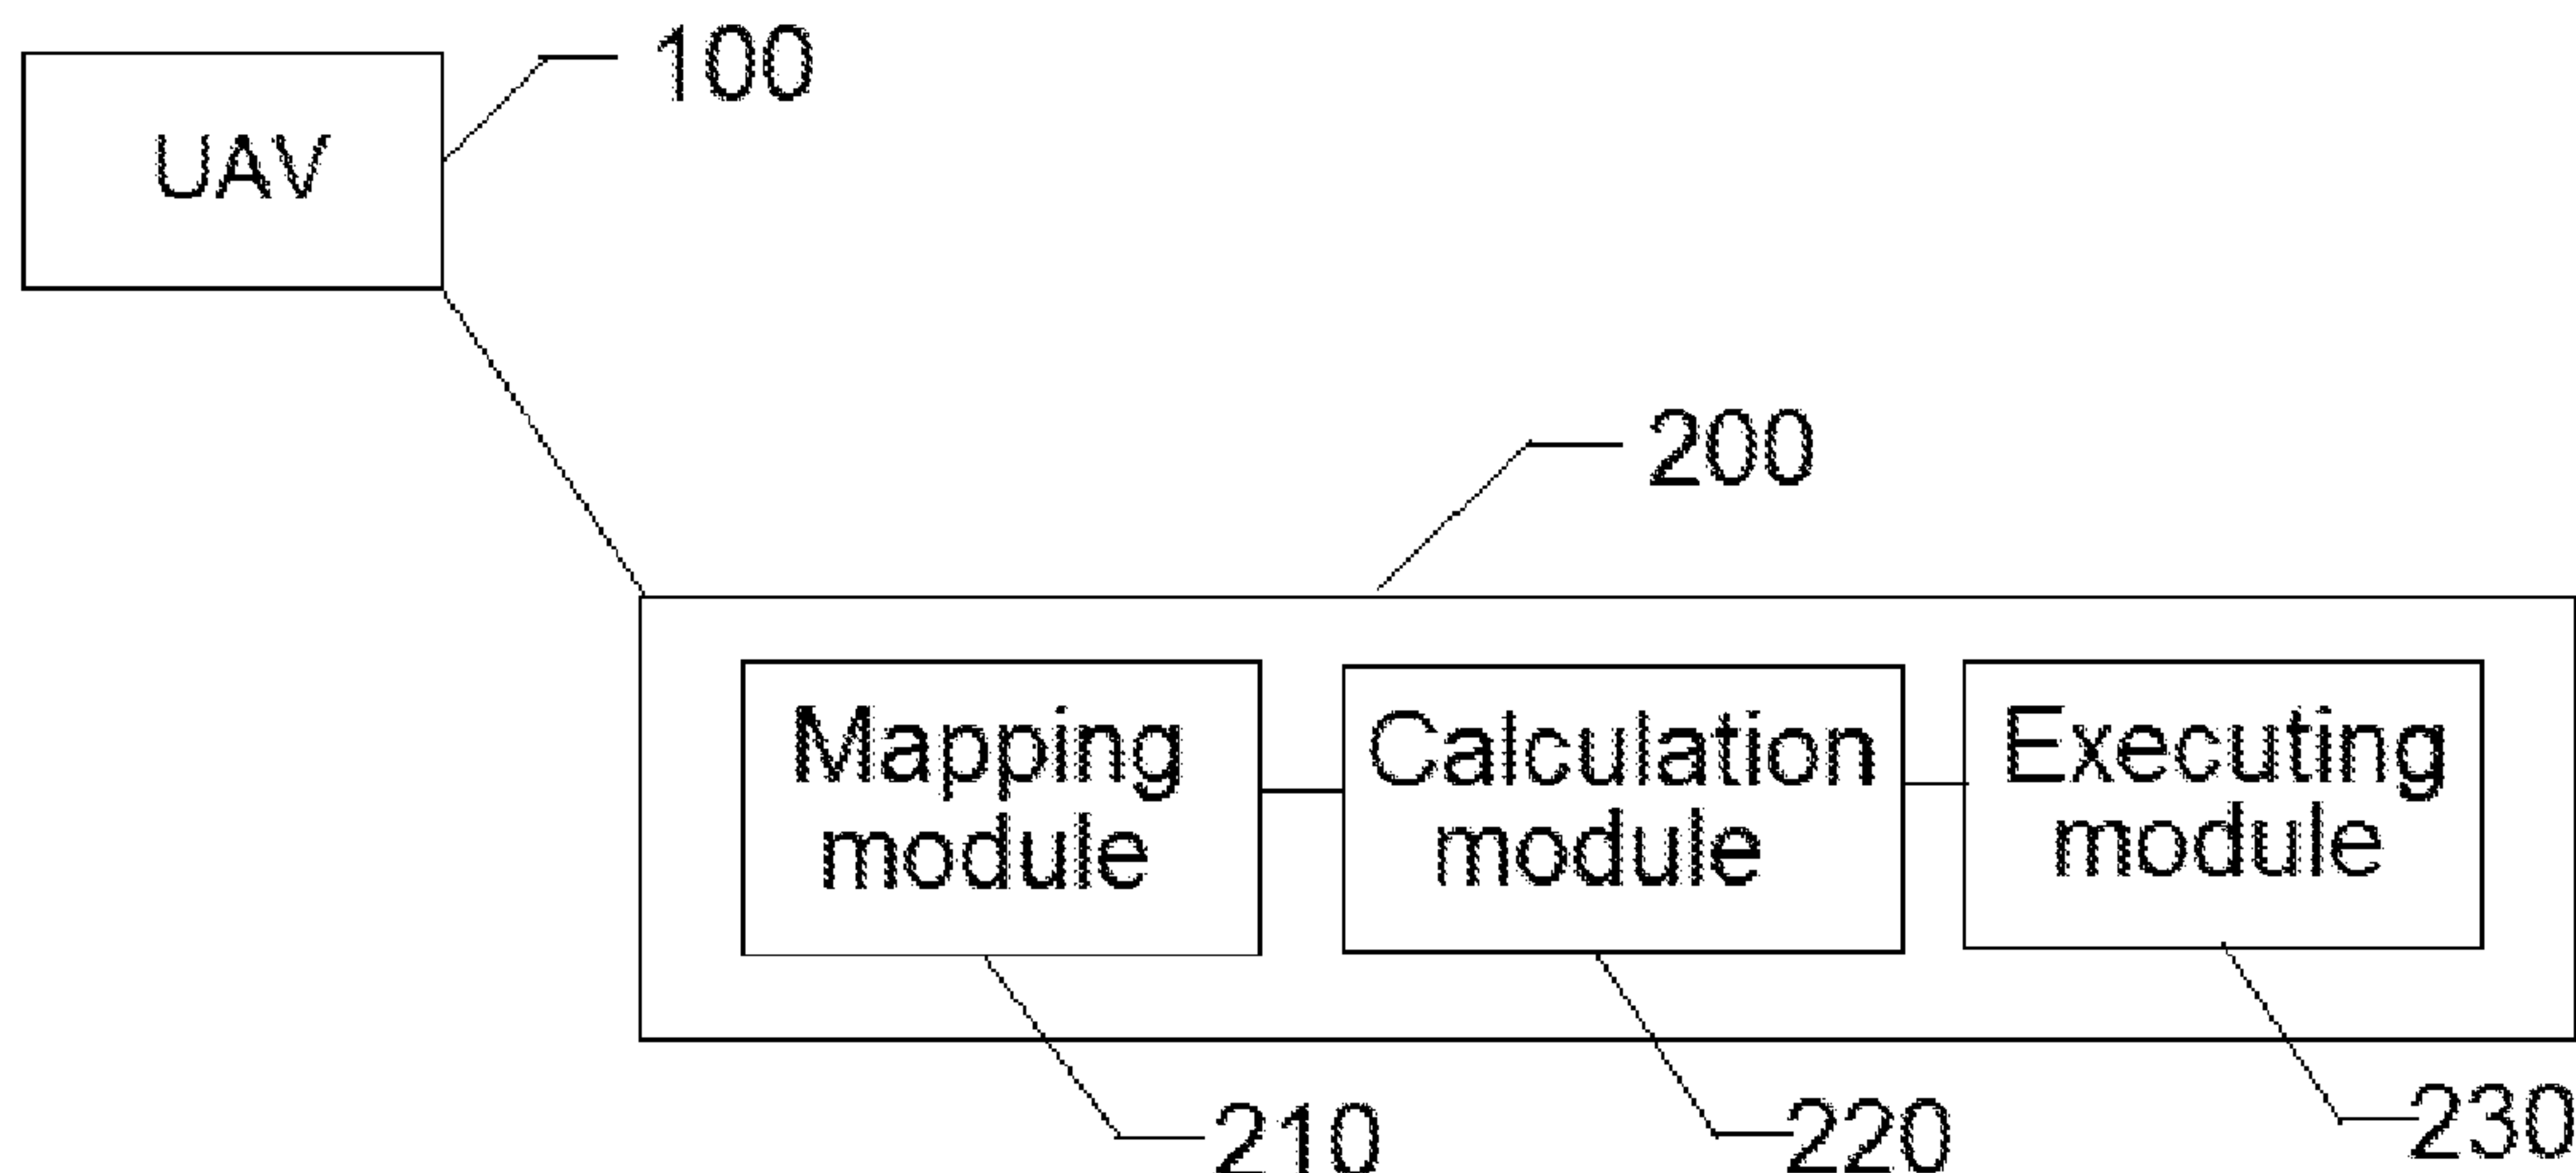 100
UAV
200
Mapping
module
Calculation
module
Executing
module
210
220
230